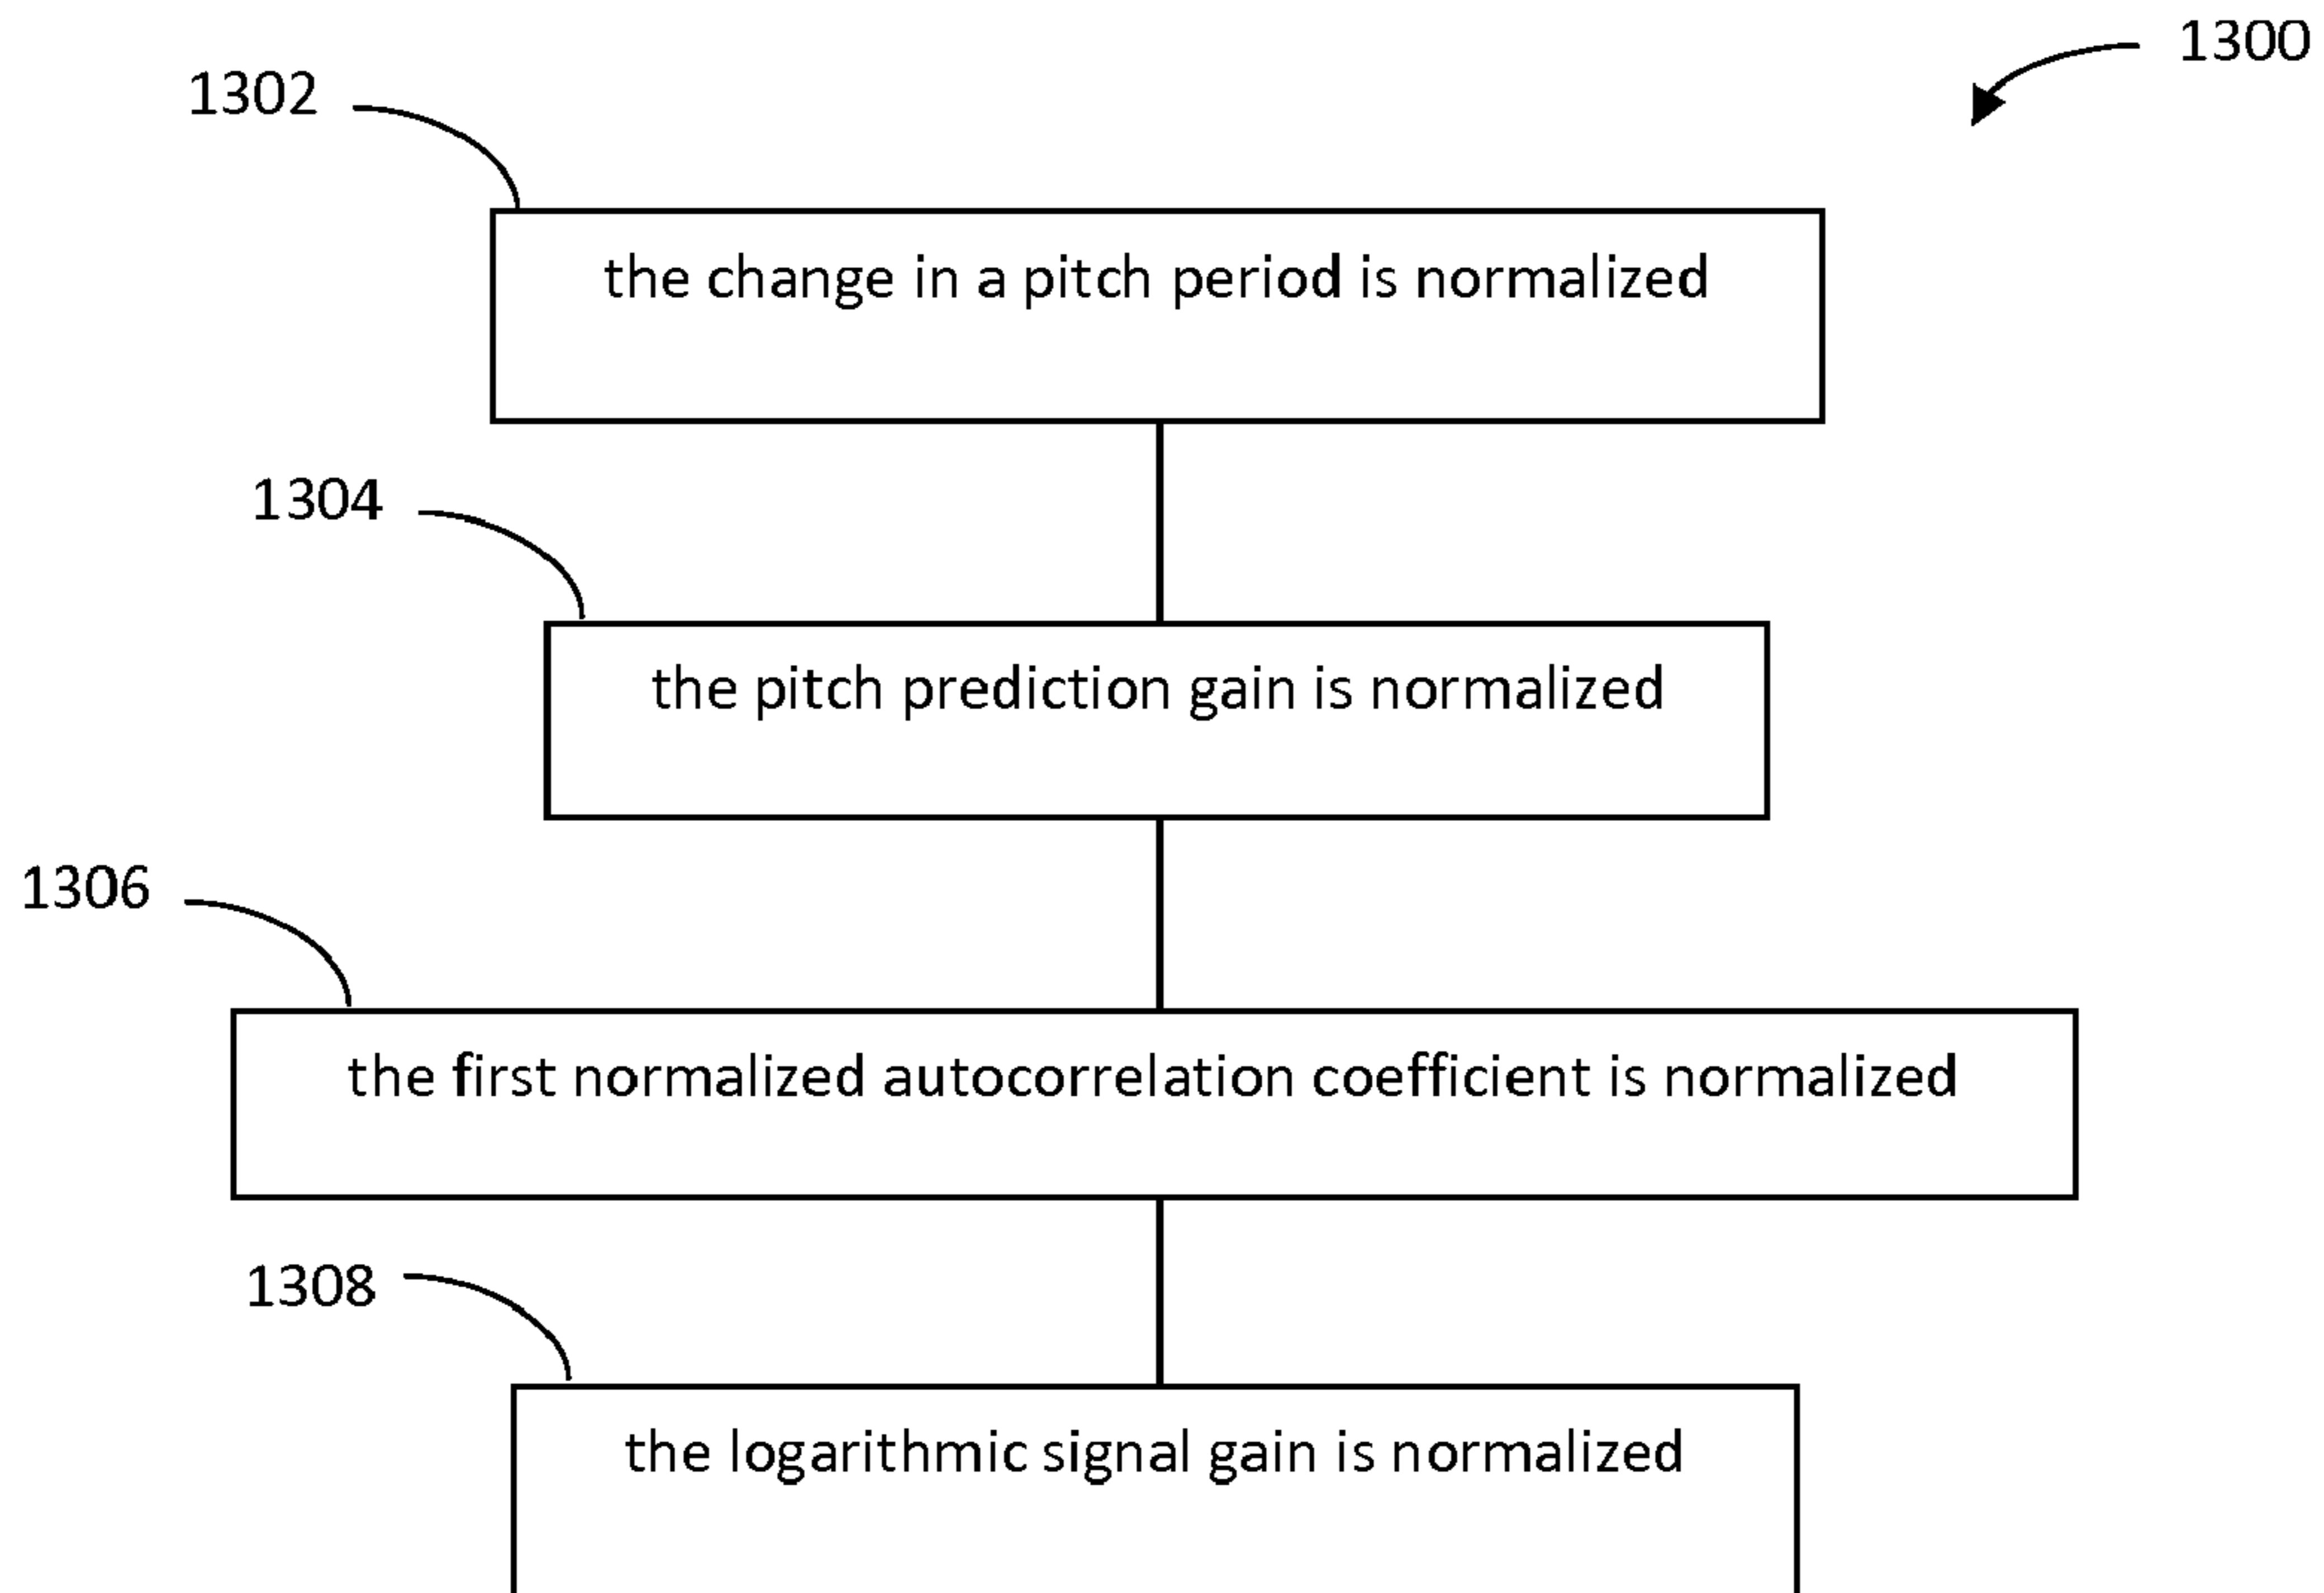 1300
1302
the change in a pitch period is normalized
1304
the pitch prediction gain is normalized
1306
the first normalized autocorrelation coefficient is normalized
1308
the logarithmic signal gain is normalized